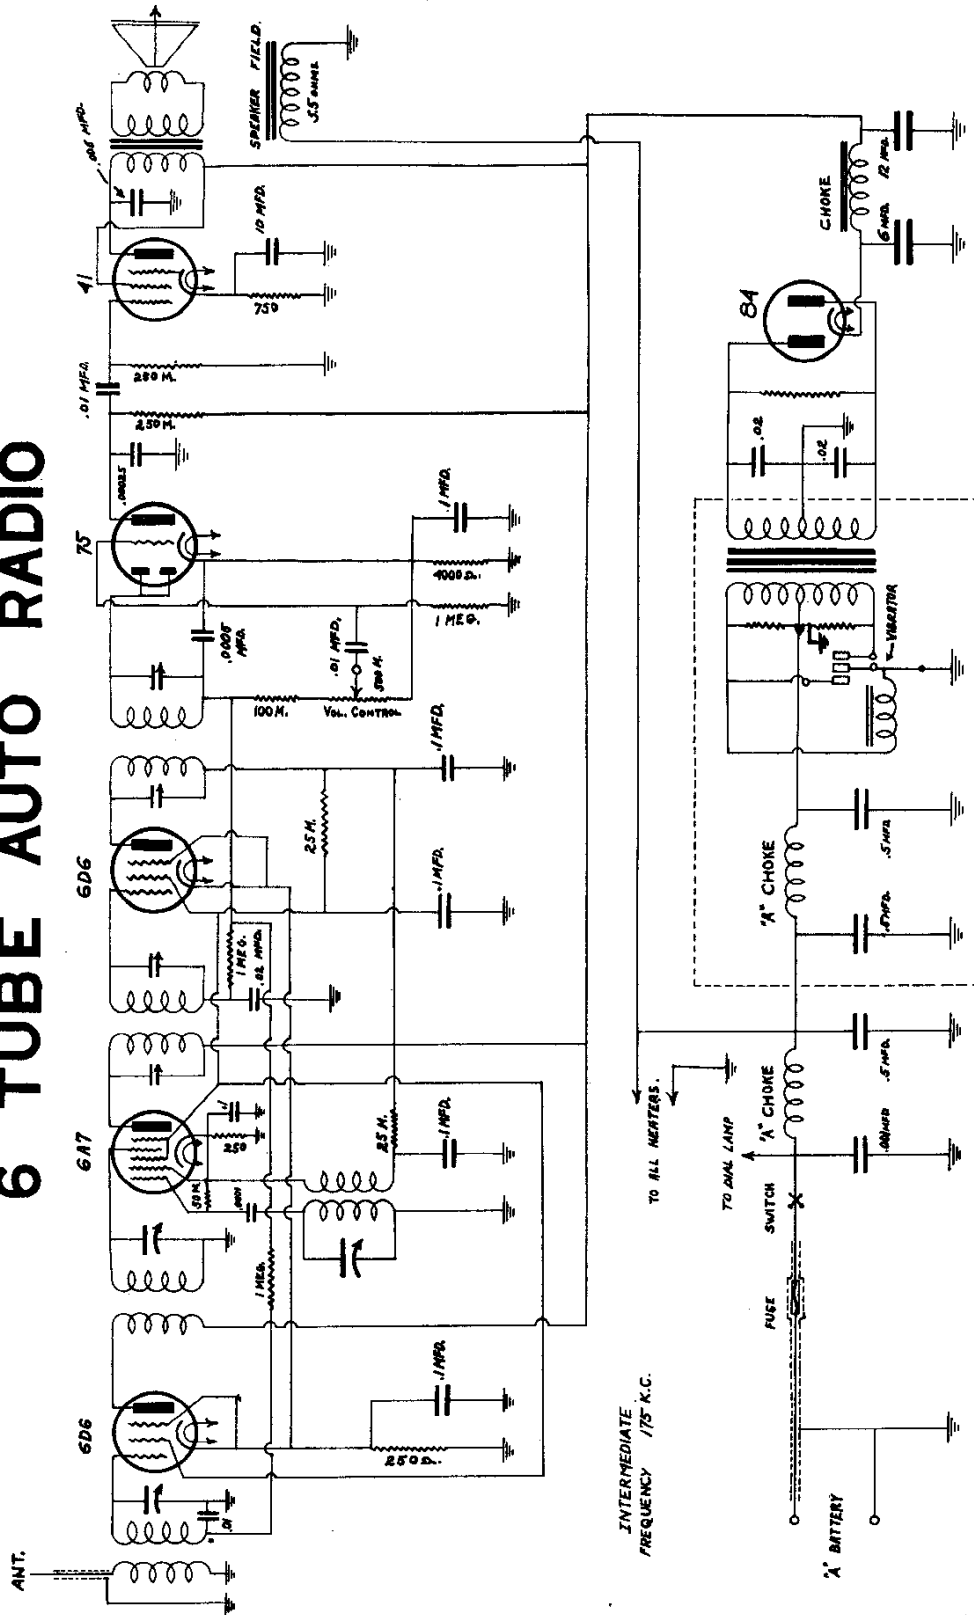 6 TUBE AUTO RADIO
ANT.
6D6
6A7
6D6
75
41
.006 MFD.
SPEAKER FIELD.
5.5 OHMS
.01
250Ω.
.1 MFD.
1 MEG.
50 M.
.0001
250
.1
25 M.
.1 MFD.
1 MEG.
.02 MFD.
25 M.
.1 MFD.
.1 MFD.
100 M.
VOL. CONTROL
500 M.
.01 MFD.
.0005
MFD.
1 MEG.
4000Ω.
.1 MFD.
.00025
250 M.
.01 MFD.
250 M.
750
10 MFD.
INTERMEDIATE
FREQUENCY 175 K.C.
TO ALL HEATERS.
TO DIAL LAMP
"A" BATTERY
FUSE
SWITCH
"A" CHOKE
.5 MFD.
"A" CHOKE
.5 MFD.
.5 MFD.
VIBRATOR
.02
.02
84
CHOKE
6 MFD.
12 MFD.